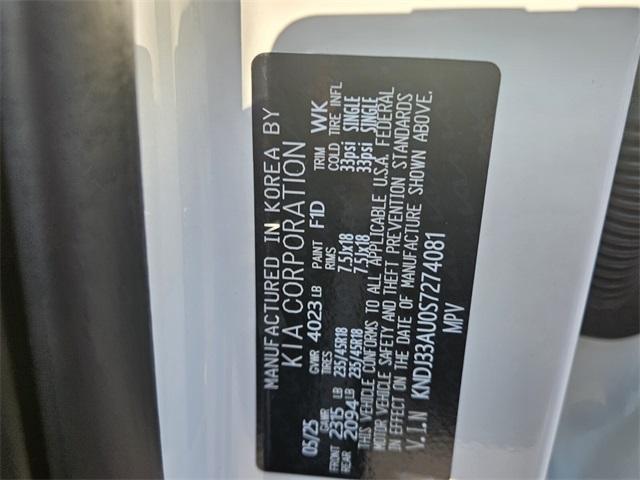 MANUFACTURED IN KOREA BY
KIA CORPORATION
05/25 GVWR 4023 LB PAINT F1D TRIM WK
GAWR TIRES RIMS COLD TIRE INFL
FRONT 2315 LB 235/45R18 7.5Jx18 33psi SINGLE
REAR 2094 LB 235/45R18 7.5Jx18 33psi SINGLE
THIS VEHICLE CONFORMS TO ALL APPLICABLE U.S.A. FEDERAL
MOTOR VEHICLE SAFETY AND THEFT PREVENTION STANDARDS
IN EFFECT ON THE DATE OF MANUFACTURE SHOWN ABOVE.
V.I.N KNDJ33AU0S7274081
MPV